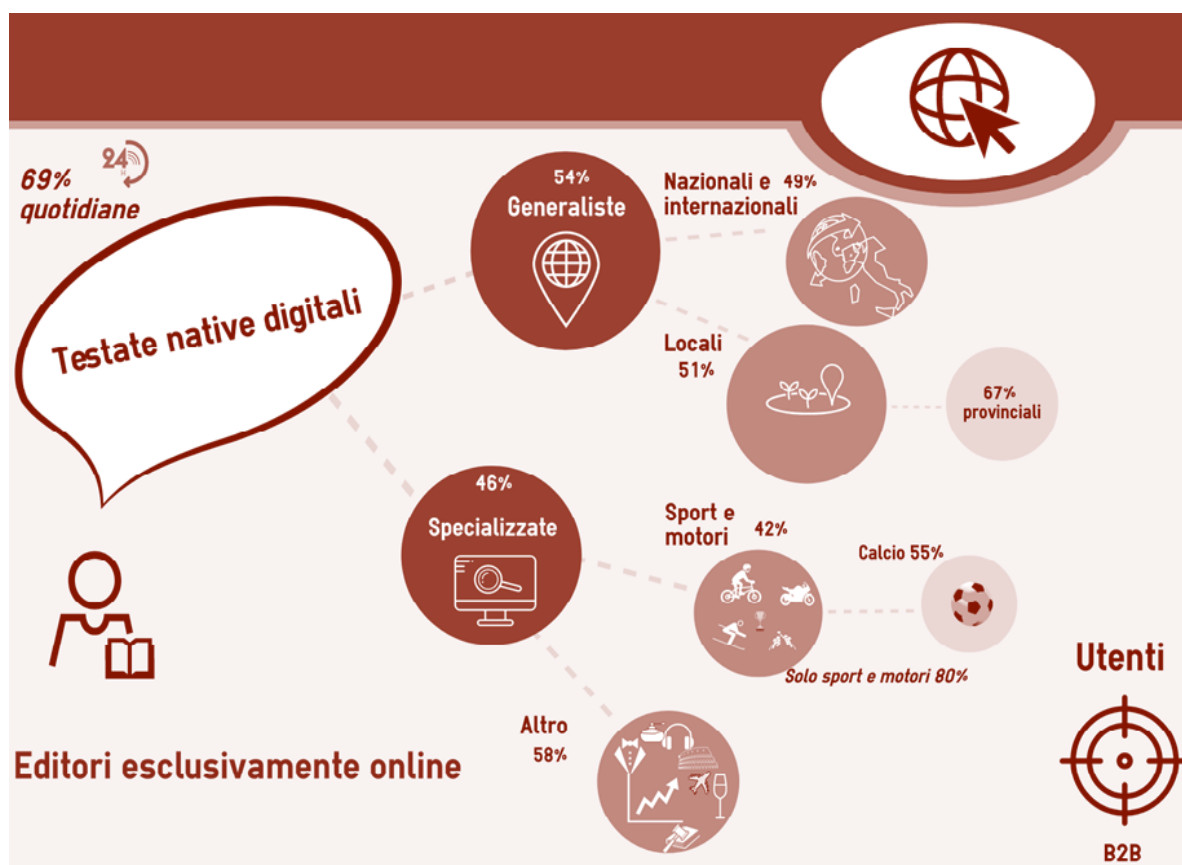 24
H
69%
quotidiane
Testate native digitali
54%
Generaliste
Nazionali e
internazionali
49%
Locali
51%
67%
provinciali
46%
Specializzate
Sport e
motori
42%
Calcio 55%
Solo sport e motori 80%
Altro
58%
Editori esclusivamente online
Utenti
B2B